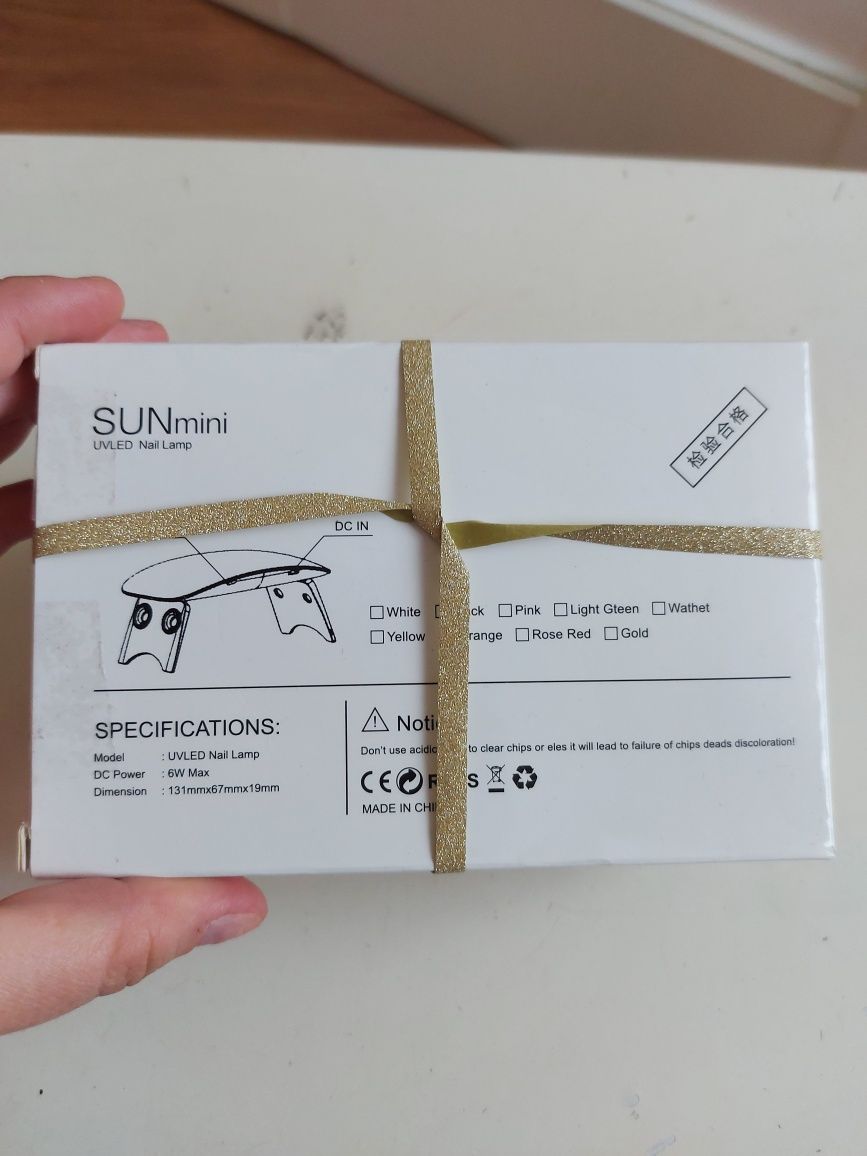 SUNmini
UVLED Nail Lamp
检验合格
DC IN
White Pink Light Gteen Wathet
Yellow Rose Red Gold
SPECIFICATIONS:
Model : UVLED Nail Lamp
DC Power : 6W Max
Dimension : 131mmx67mmx19mm
Don't use to clear chips or eles it will lead to failure of chips deads discoloration!
CE
MADE IN